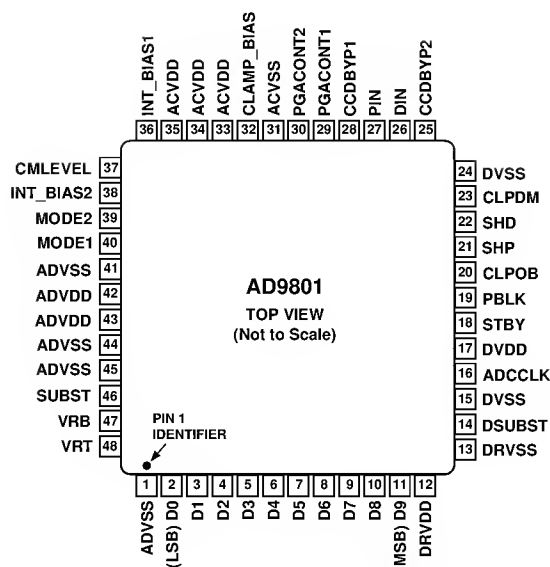 INT_BIAS1
ACVDD
ACVDD
ACVDD
CLAMP_BIAS
ACVSS
PGACONT2
PGACONT1
CCDBYP1
PIN
DIN
CCDBYP2
36 35 34 33 32 31 30 29 28 27 26 25
CMLEVEL 37
INT_BIAS2 38
MODE2 39
MODE1 40
ADVSS 41
ADVDD 42
ADVDD 43
ADVSS 44
ADVSS 45
SUBST 46
VRB 47
VRT 48
AD9801
TOP VIEW
(Not to Scale)
PIN 1
IDENTIFIER
24 DVSS
23 CLPDM
22 SHD
21 SHP
20 CLPOB
19 PBLK
18 STBY
17 DVDD
16 ADCCLK
15 DVSS
14 DSUBST
13 DRVSS
1 2 3 4 5 6 7 8 9 10 11 12
ADVSS
(LSB) D0
D1
D2
D3
D4
D5
D6
D7
D8
MSB) D9
DRVDD